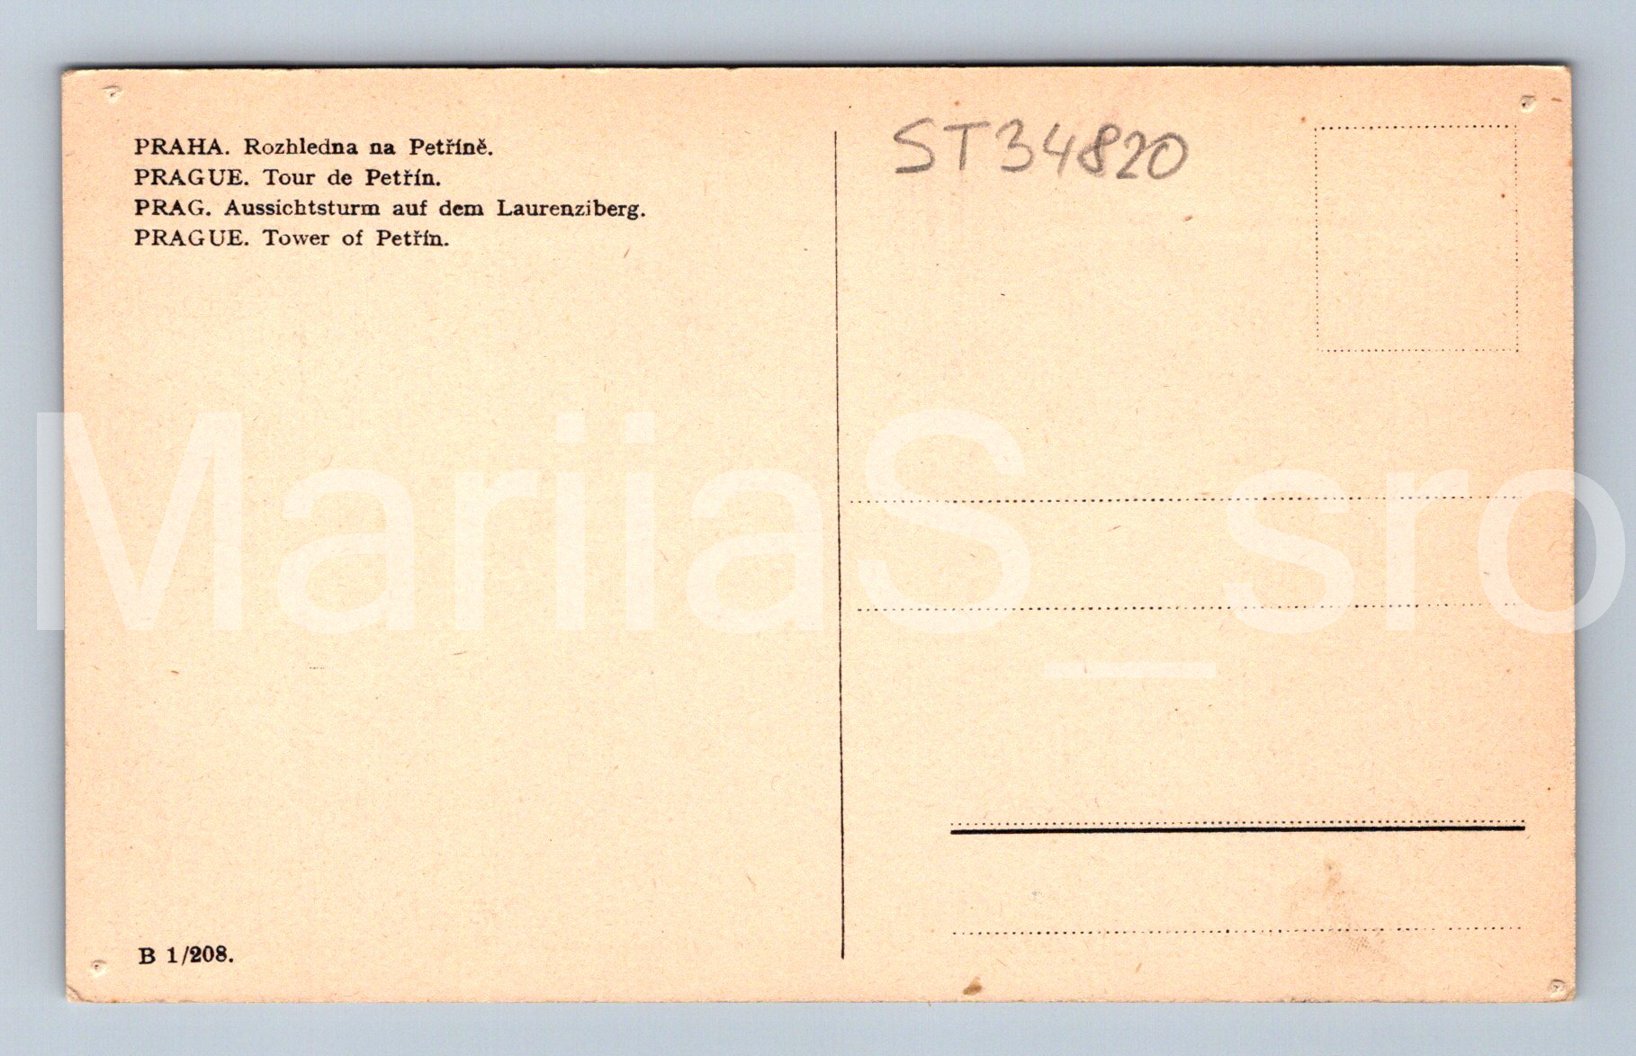 PRAHA. Rozhledna na Petříně.
PRAGUE. Tour de Petřín.
PRAG. Aussichtsturm auf dem Laurenziberg.
PRAGUE. Tower of Petřín.
ST34820
MariiaS_sro
B 1/208.